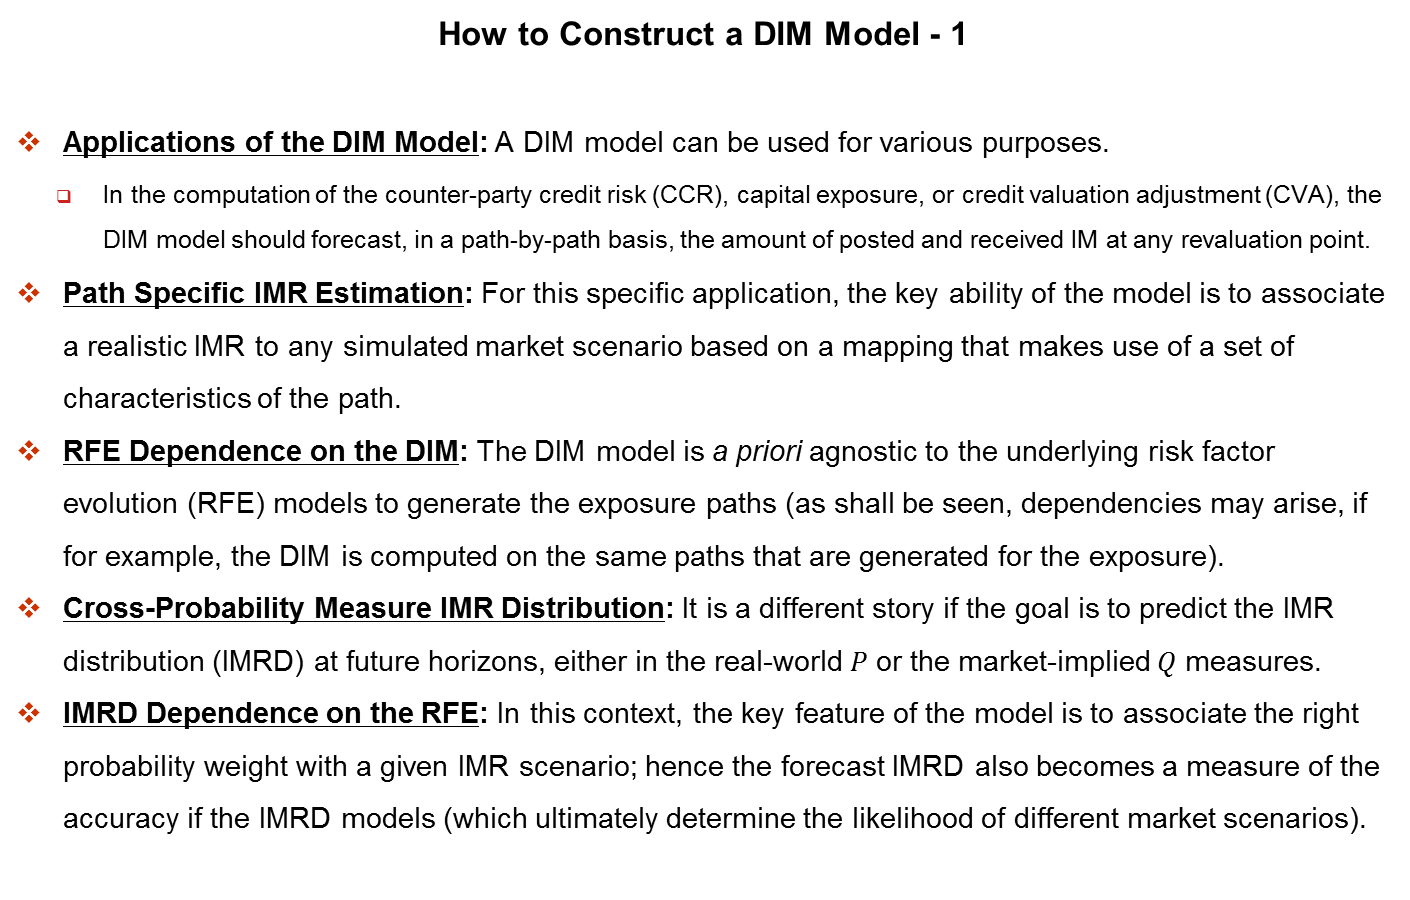 How to Construct a DIM Model - 1
Applications of the DIM Model: A DIM model can be used for various purposes.
In the computation of the counter-party credit risk (CCR), capital exposure, or credit valuation adjustment (CVA), the
DIM model should forecast, in a path-by-path basis, the amount of posted and received IM at any revaluation point.
Path Specific IMR Estimation: For this specific application, the key ability of the model is to associate
a realistic IMR to any simulated market scenario based on a mapping that makes use of a set of
characteristics of the path.
RFE Dependence on the DIM: The DIM model is a priori agnostic to the underlying risk factor
evolution (RFE) models to generate the exposure paths (as shall be seen, dependencies may arise, if
for example, the DIM is computed on the same paths that are generated for the exposure).
Cross-Probability Measure IMR Distribution: It is a different story if the goal is to predict the IMR
distribution (IMRD) at future horizons, either in the real-world P or the market-implied Q measures.
IMRD Dependence on the RFE: In this context, the key feature of the model is to associate the right
probability weight with a given IMR scenario; hence the forecast IMRD also becomes a measure of the
accuracy if the IMRD models (which ultimately determine the likelihood of different market scenarios).